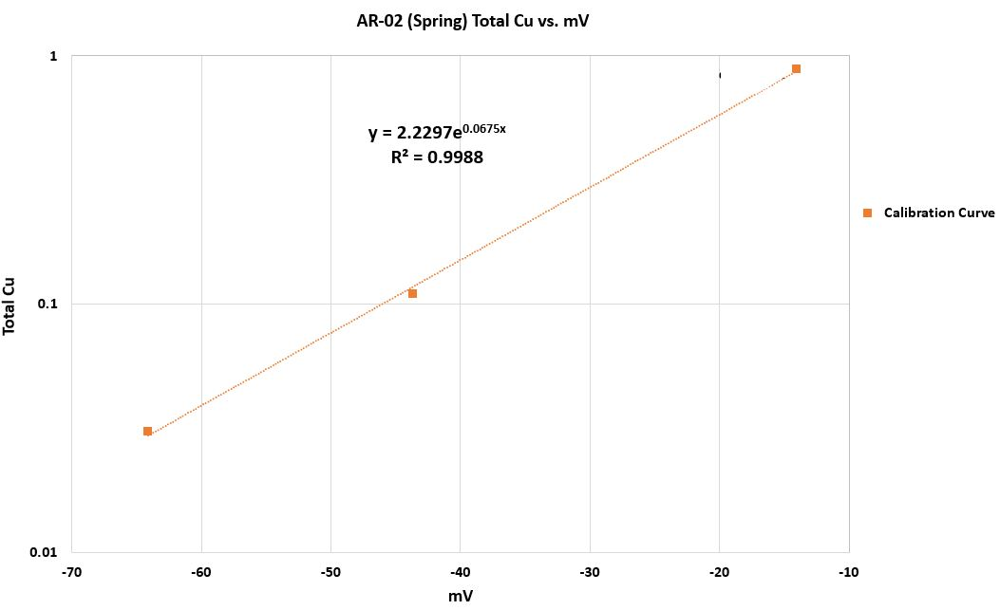 AR-02 (Spring) Total Cu vs. mV
1
y = 2.2297e^0.0675x
R² = 0.9988
Calibration Curve
Total Cu
0.1
0.01
-70 -60 -50 -40 -30 -20 -10
mV